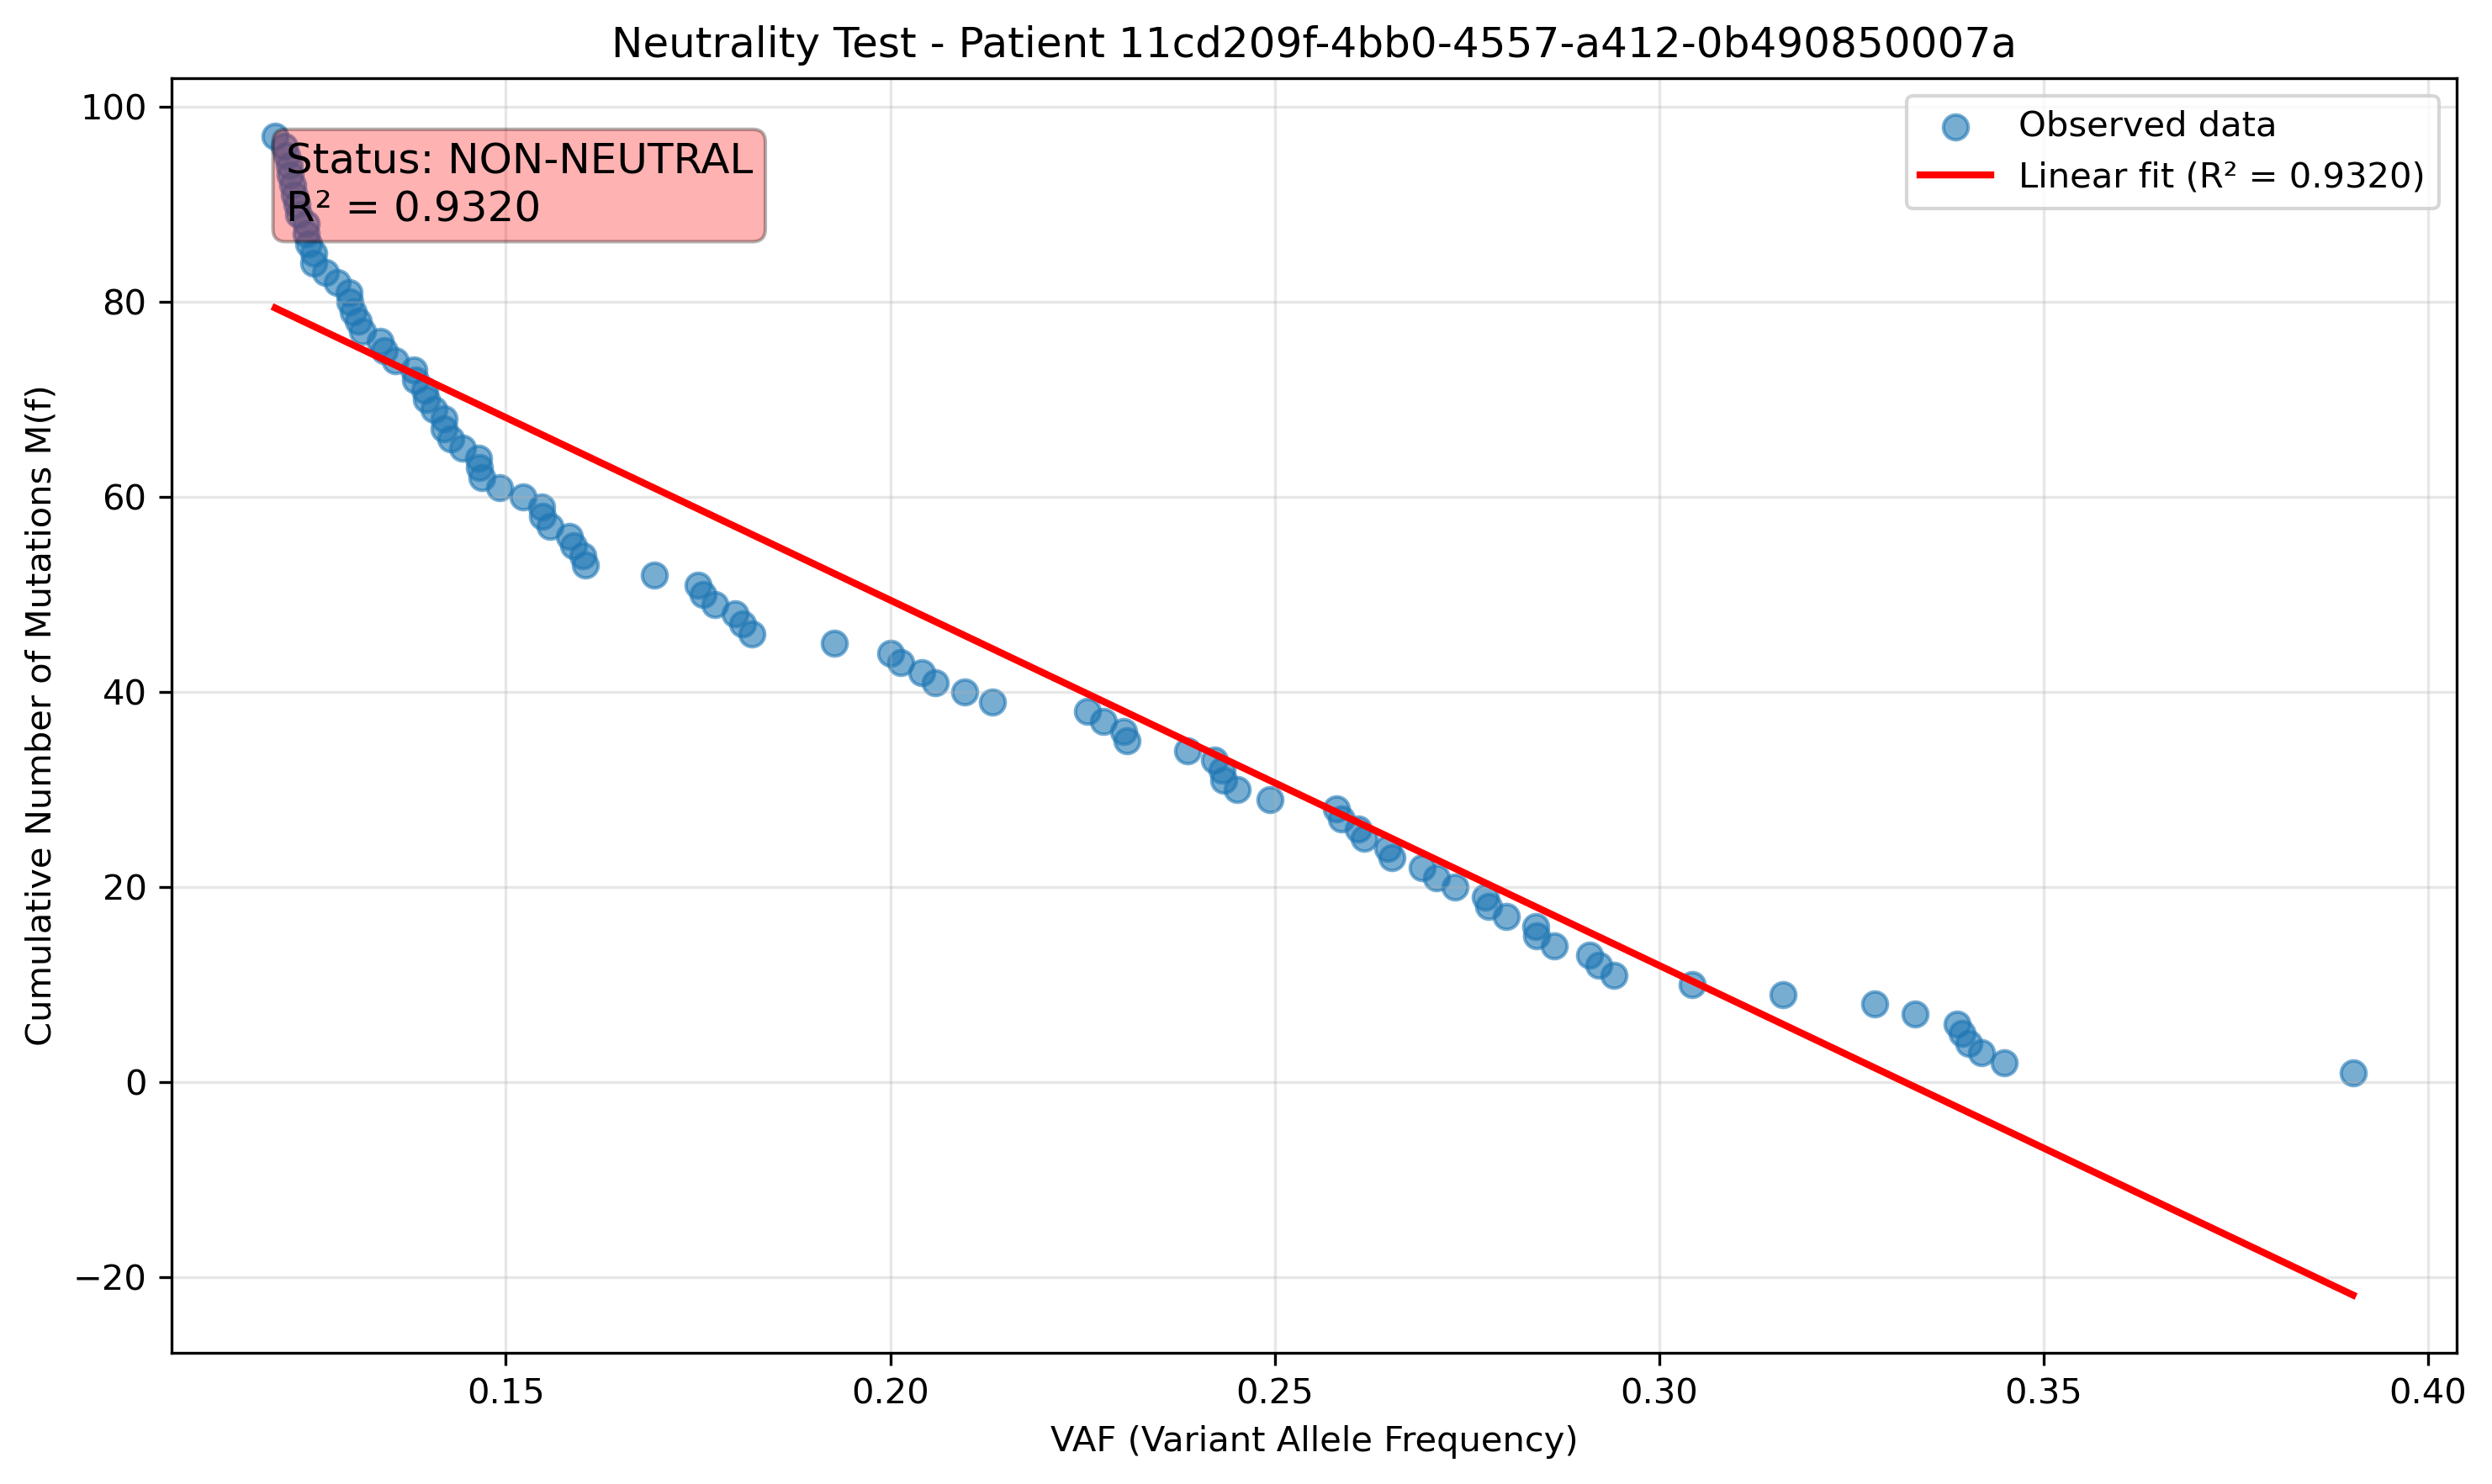 Neutrality Test - Patient 11cd209f-4bb0-4557-a412-0b490850007a
Observed data
Linear fit (R² = 0.9320)
Status: NON-NEUTRAL
R² = 0.9320
Cumulative Number of Mutations M(f)
100
80
60
40
20
0
−20
0.15
0.20
0.25
0.30
0.35
0.40
VAF (Variant Allele Frequency)